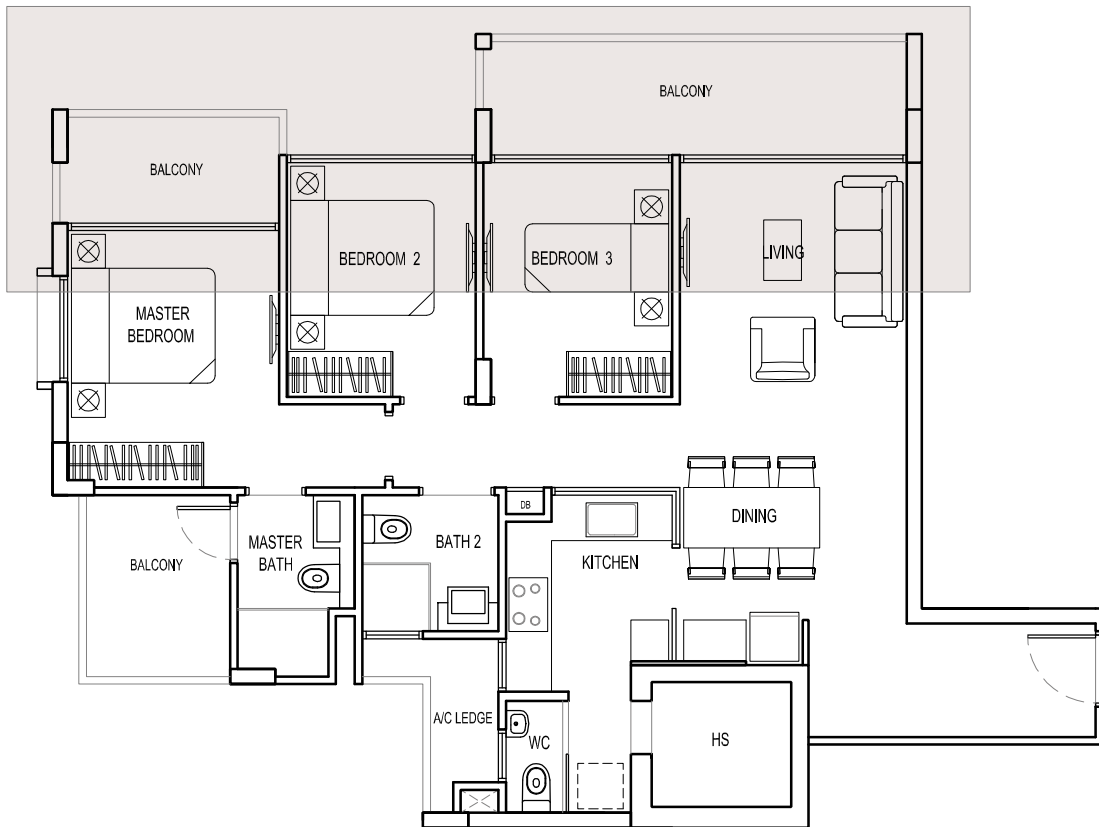 BALCONY
BALCONY
BEDROOM 2
BEDROOM 3
LIVING
MASTER
BEDROOM
DB
DINING
MASTER
BATH
BATH 2
KITCHEN
BALCONY
A/C LEDGE
WC
HS